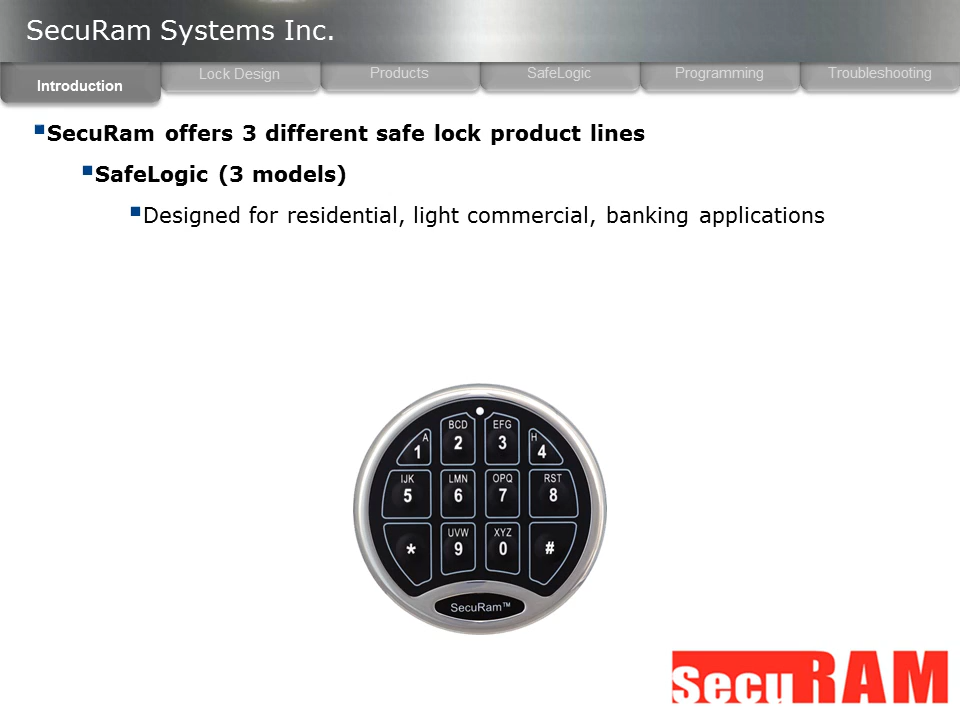 SecuRam Systems Inc.
Introduction
Lock Design
Products
SafeLogic
Programming
Troubleshooting
SecuRam offers 3 different safe lock product lines
SafeLogic (3 models)
Designed for residential, light commercial, banking applications
A 1
BCD 2
EFG 3
H 4
IJK 5
LMN 6
OPQ 7
RST 8
*
UVW 9
XYZ 0
#
SecuRam™
SecuRAM